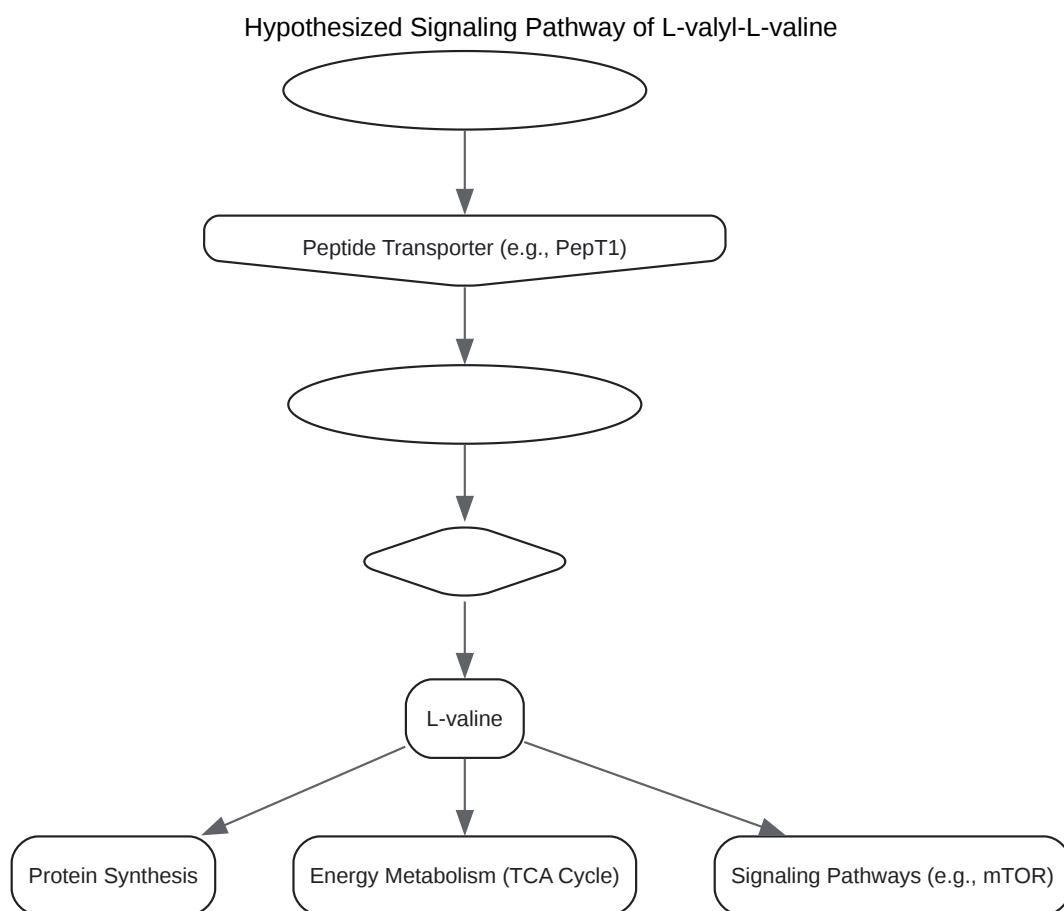 Hypothesized Signaling Pathway of L-valyl-L-valine
Peptide Transporter (e.g., PepT1)
L-valine
Protein Synthesis
Energy Metabolism (TCA Cycle)
Signaling Pathways (e.g., mTOR)